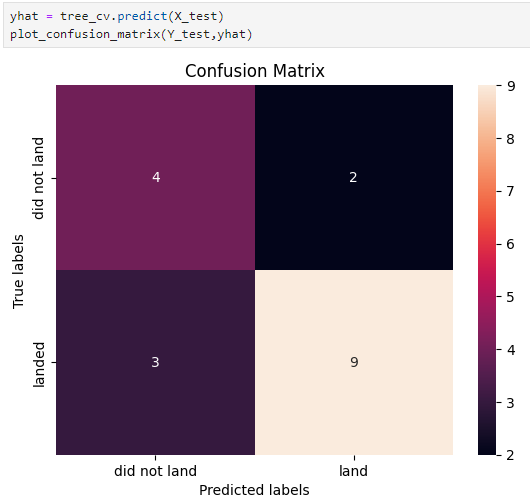 yhat = tree_cv.predict(X_test)
plot_confusion_matrix(Y_test,yhat)
Confusion Matrix
did not land
4
2
landed
3
9
True labels
did not land
land
Predicted labels
9
8
7
6
5
4
3
2